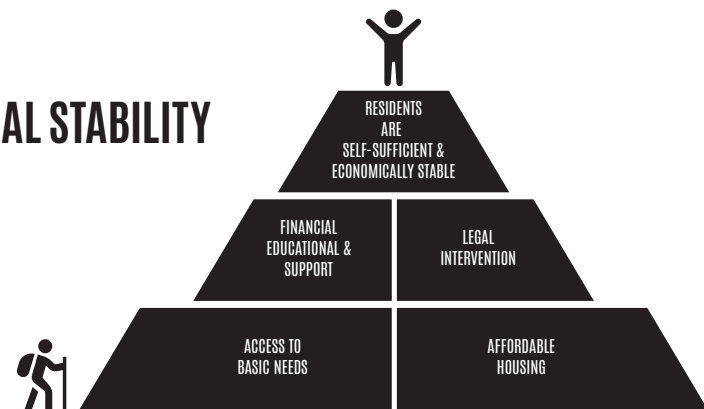 AL STABILITY
RESIDENTS
ARE
SELF-SUFFICIENT &
ECONOMICALLY STABLE
FINANCIAL
EDUCATIONAL &
SUPPORT
LEGAL
INTERVENTION
ACCESS TO
BASIC NEEDS
AFFORDABLE
HOUSING